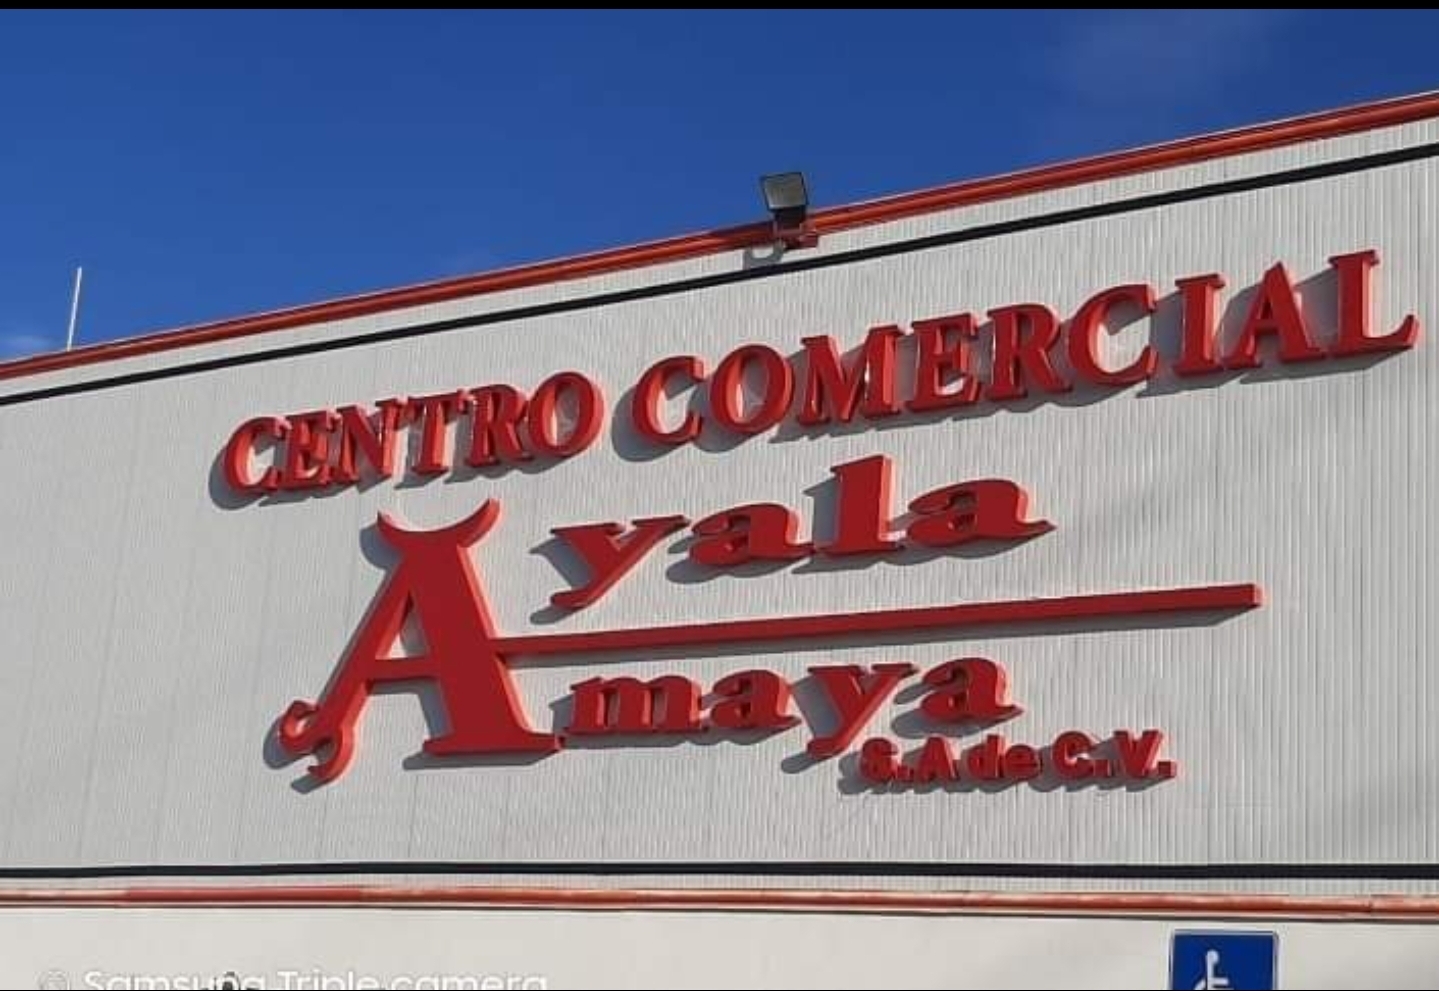 CENTRO COMERCIAL
Ayala
Amaya
S.A de C.V.
Samsung Triple camera